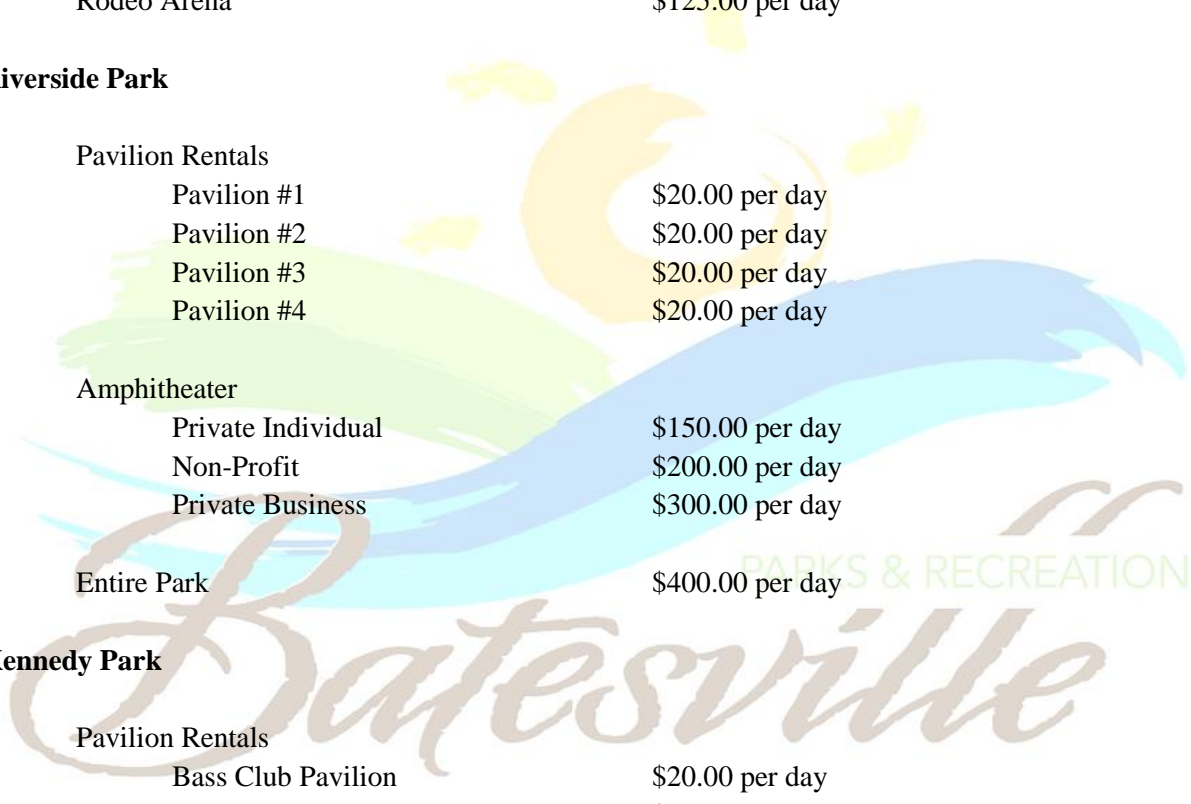 Rodeo Arena $125.00 per day
iverside Park
Pavilion Rentals
Pavilion #1 $20.00 per day
Pavilion #2 $20.00 per day
Pavilion #3 $20.00 per day
Pavilion #4 $20.00 per day
Amphitheater
Private Individual $150.00 per day
Non-Profit $200.00 per day
Private Business $300.00 per day
PARKS & RECREATION
Entire Park $400.00 per day
Batesville
ennedy Park
Pavilion Rentals
Bass Club Pavilion $20.00 per day